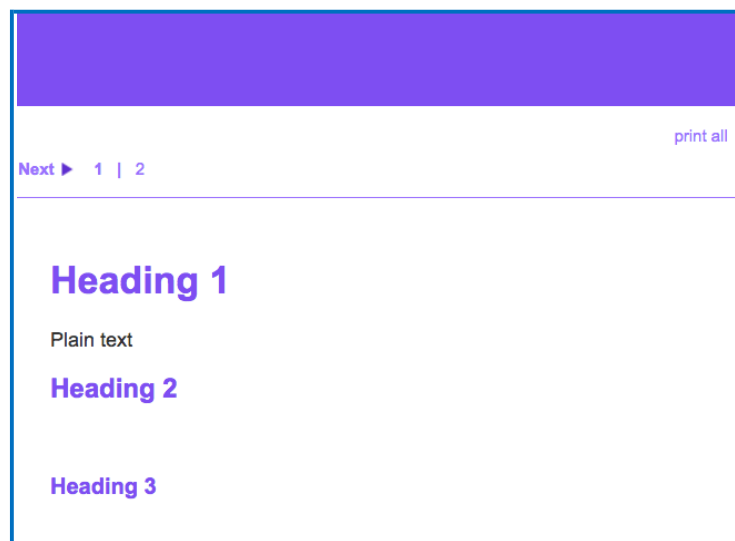 print all
Next ▶ 1 | 2
Heading 1
Plain text
Heading 2
Heading 3